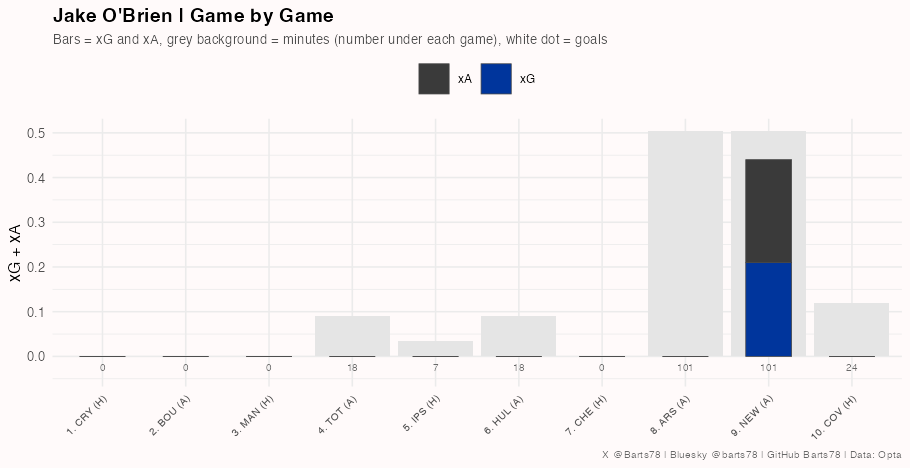 Jake O'Brien | Game by Game
Bars = xG and xA, grey background = minutes (number under each game), white dot = goals
xA xG
xG + xA
0.5
0.4
0.3
0.2
0.1
0.0
0 0 0 18 7 18 0 101 101 24
1. CRY (H)
2. BOU (A)
3. MAN (H)
4. TOT (A)
5. IPS (H)
6. HUL (A)
7. CHE (H)
8. ARS (A)
9. NEW (A)
10. COV (H)
X @Barts78 | Bluesky @barts78 | GitHub Barts78 | Data: Opta